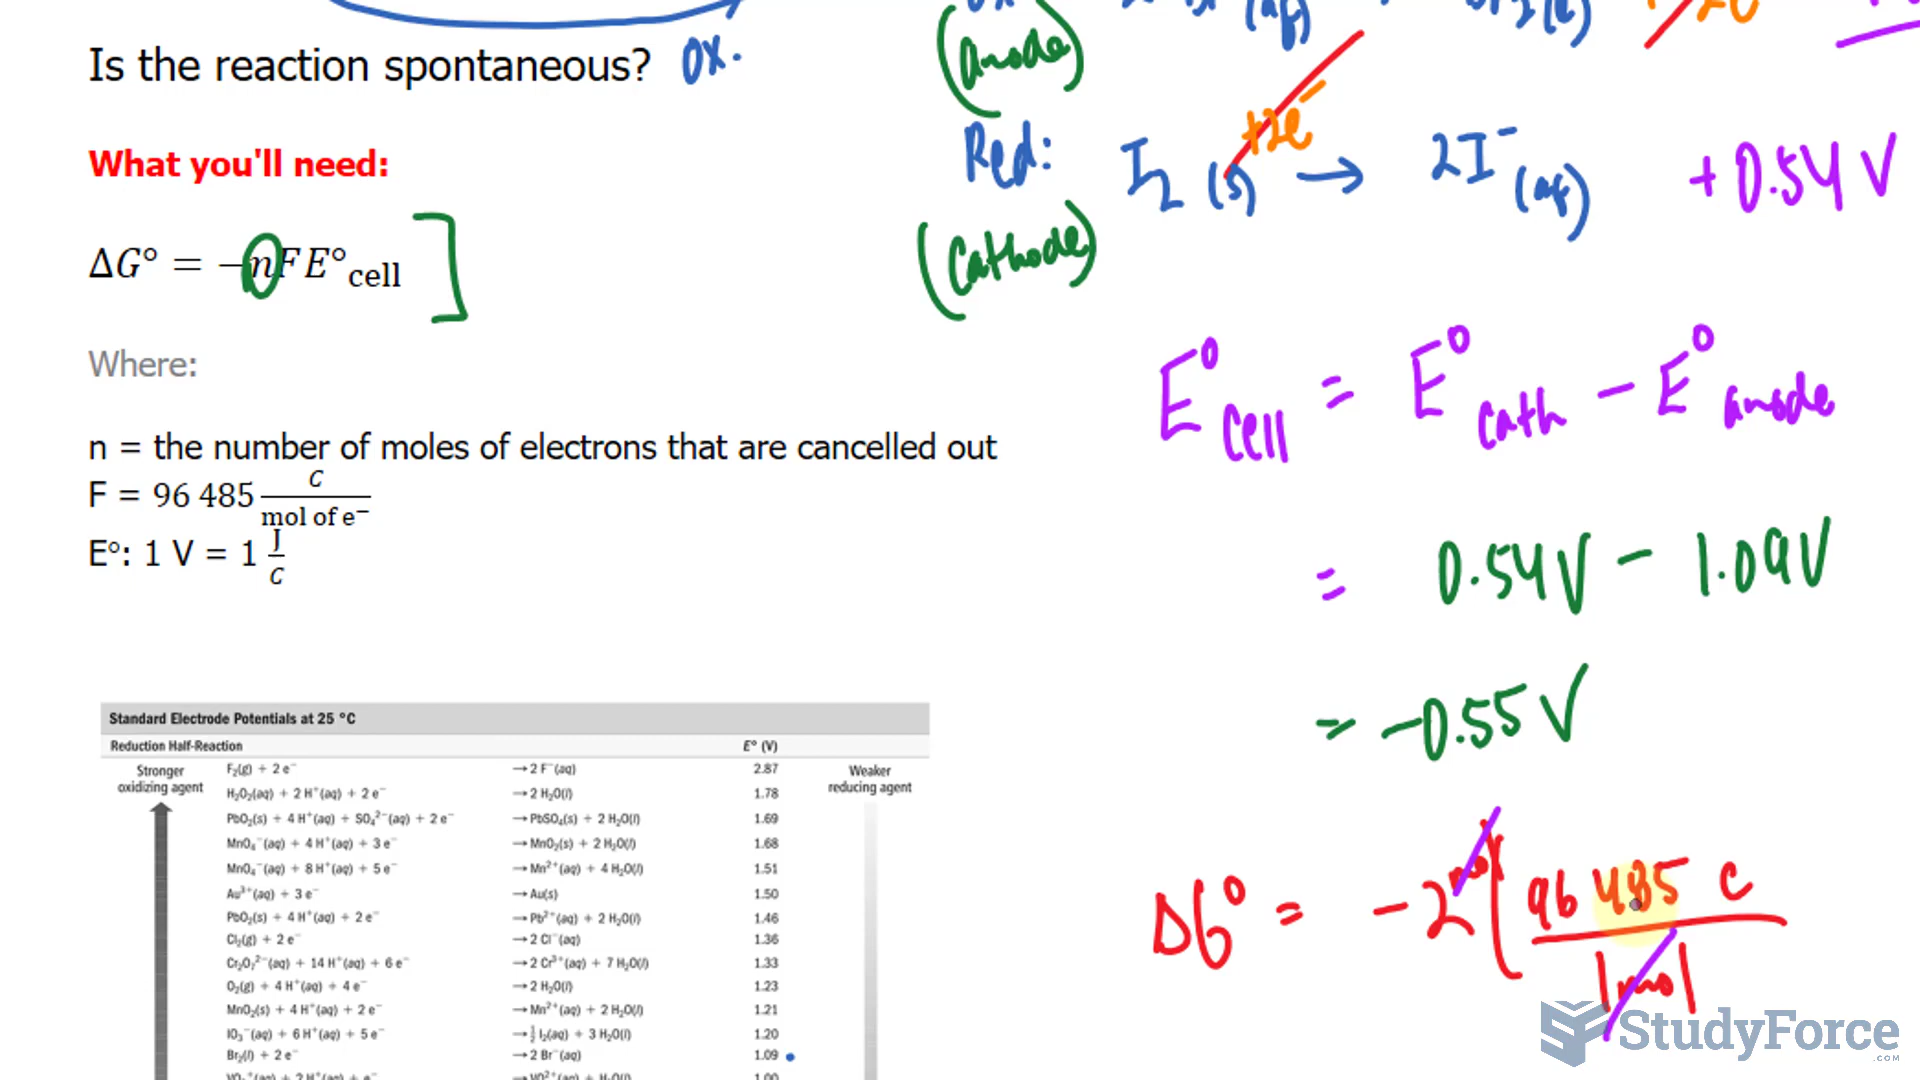 Is the reaction spontaneous? ox.
What you'll need:
ΔG° = −nFE°cell
Where:
n = the number of moles of electrons that are cancelled out
F = 96 485 C / mol of e⁻
E°: 1 V = 1 J / C
(anode)
Red: I₂ (s) +2e⁻ → 2I⁻ (aq) +0.54 V
(cathode)
E°cell = E°cath − E°anode
= 0.54V − 1.09V
= −0.55 V
ΔG° = −2 mol ( 96 485 C / 1 mol
Standard Electrode Potentials at 25 °C
Reduction Half-Reaction E° (V)
Stronger oxidizing agent
Weaker reducing agent
F₂(g) + 2 e⁻ → 2 F⁻(aq) 2.87
H₂O₂(aq) + 2 H⁺(aq) + 2 e⁻ → 2 H₂O(l) 1.78
PbO₂(s) + 4 H⁺(aq) + SO₄²⁻(aq) + 2 e⁻ → PbSO₄(s) + 2 H₂O(l) 1.69
MnO₄⁻(aq) + 4 H⁺(aq) + 3 e⁻ → MnO₂(s) + 2 H₂O(l) 1.68
MnO₄⁻(aq) + 8 H⁺(aq) + 5 e⁻ → Mn²⁺(aq) + 4 H₂O(l) 1.51
Au³⁺(aq) + 3 e⁻ → Au(s) 1.50
PbO₂(s) + 4 H⁺(aq) + 2 e⁻ → Pb²⁺(aq) + 2 H₂O(l) 1.46
Cl₂(g) + 2 e⁻ → 2 Cl⁻(aq) 1.36
Cr₂O₇²⁻(aq) + 14 H⁺(aq) + 6 e⁻ → 2 Cr³⁺(aq) + 7 H₂O(l) 1.33
O₂(g) + 4 H⁺(aq) + 4 e⁻ → 2 H₂O(l) 1.23
MnO₂(s) + 4 H⁺(aq) + 2 e⁻ → Mn²⁺(aq) + 2 H₂O(l) 1.21
IO₃⁻(aq) + 6 H⁺(aq) + 5 e⁻ → ½ I₂(aq) + 3 H₂O(l) 1.20
Br₂(l) + 2 e⁻ → 2 Br⁻(aq) 1.09
StudyForce
.COM